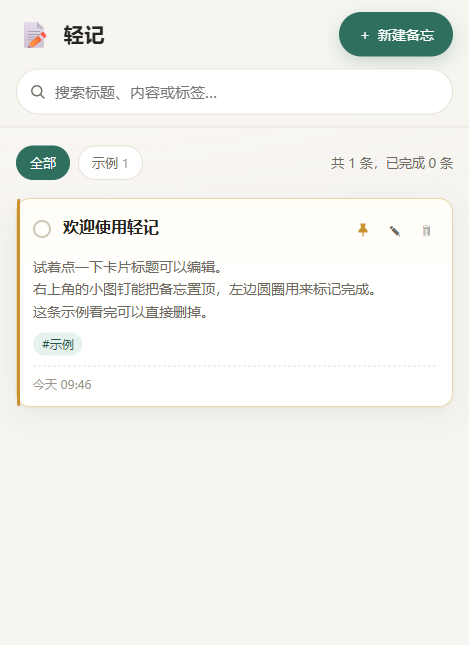 轻记
+ 新建备忘
搜索标题、内容或标签...
全部
示例 1
共 1 条，已完成 0 条
欢迎使用轻记
试着点一下卡片标题可以编辑。
右上角的小图钉能把备忘置顶，左边圆圈用来标记完成。
这条示例看完可以直接删掉。
#示例
今天 09:46